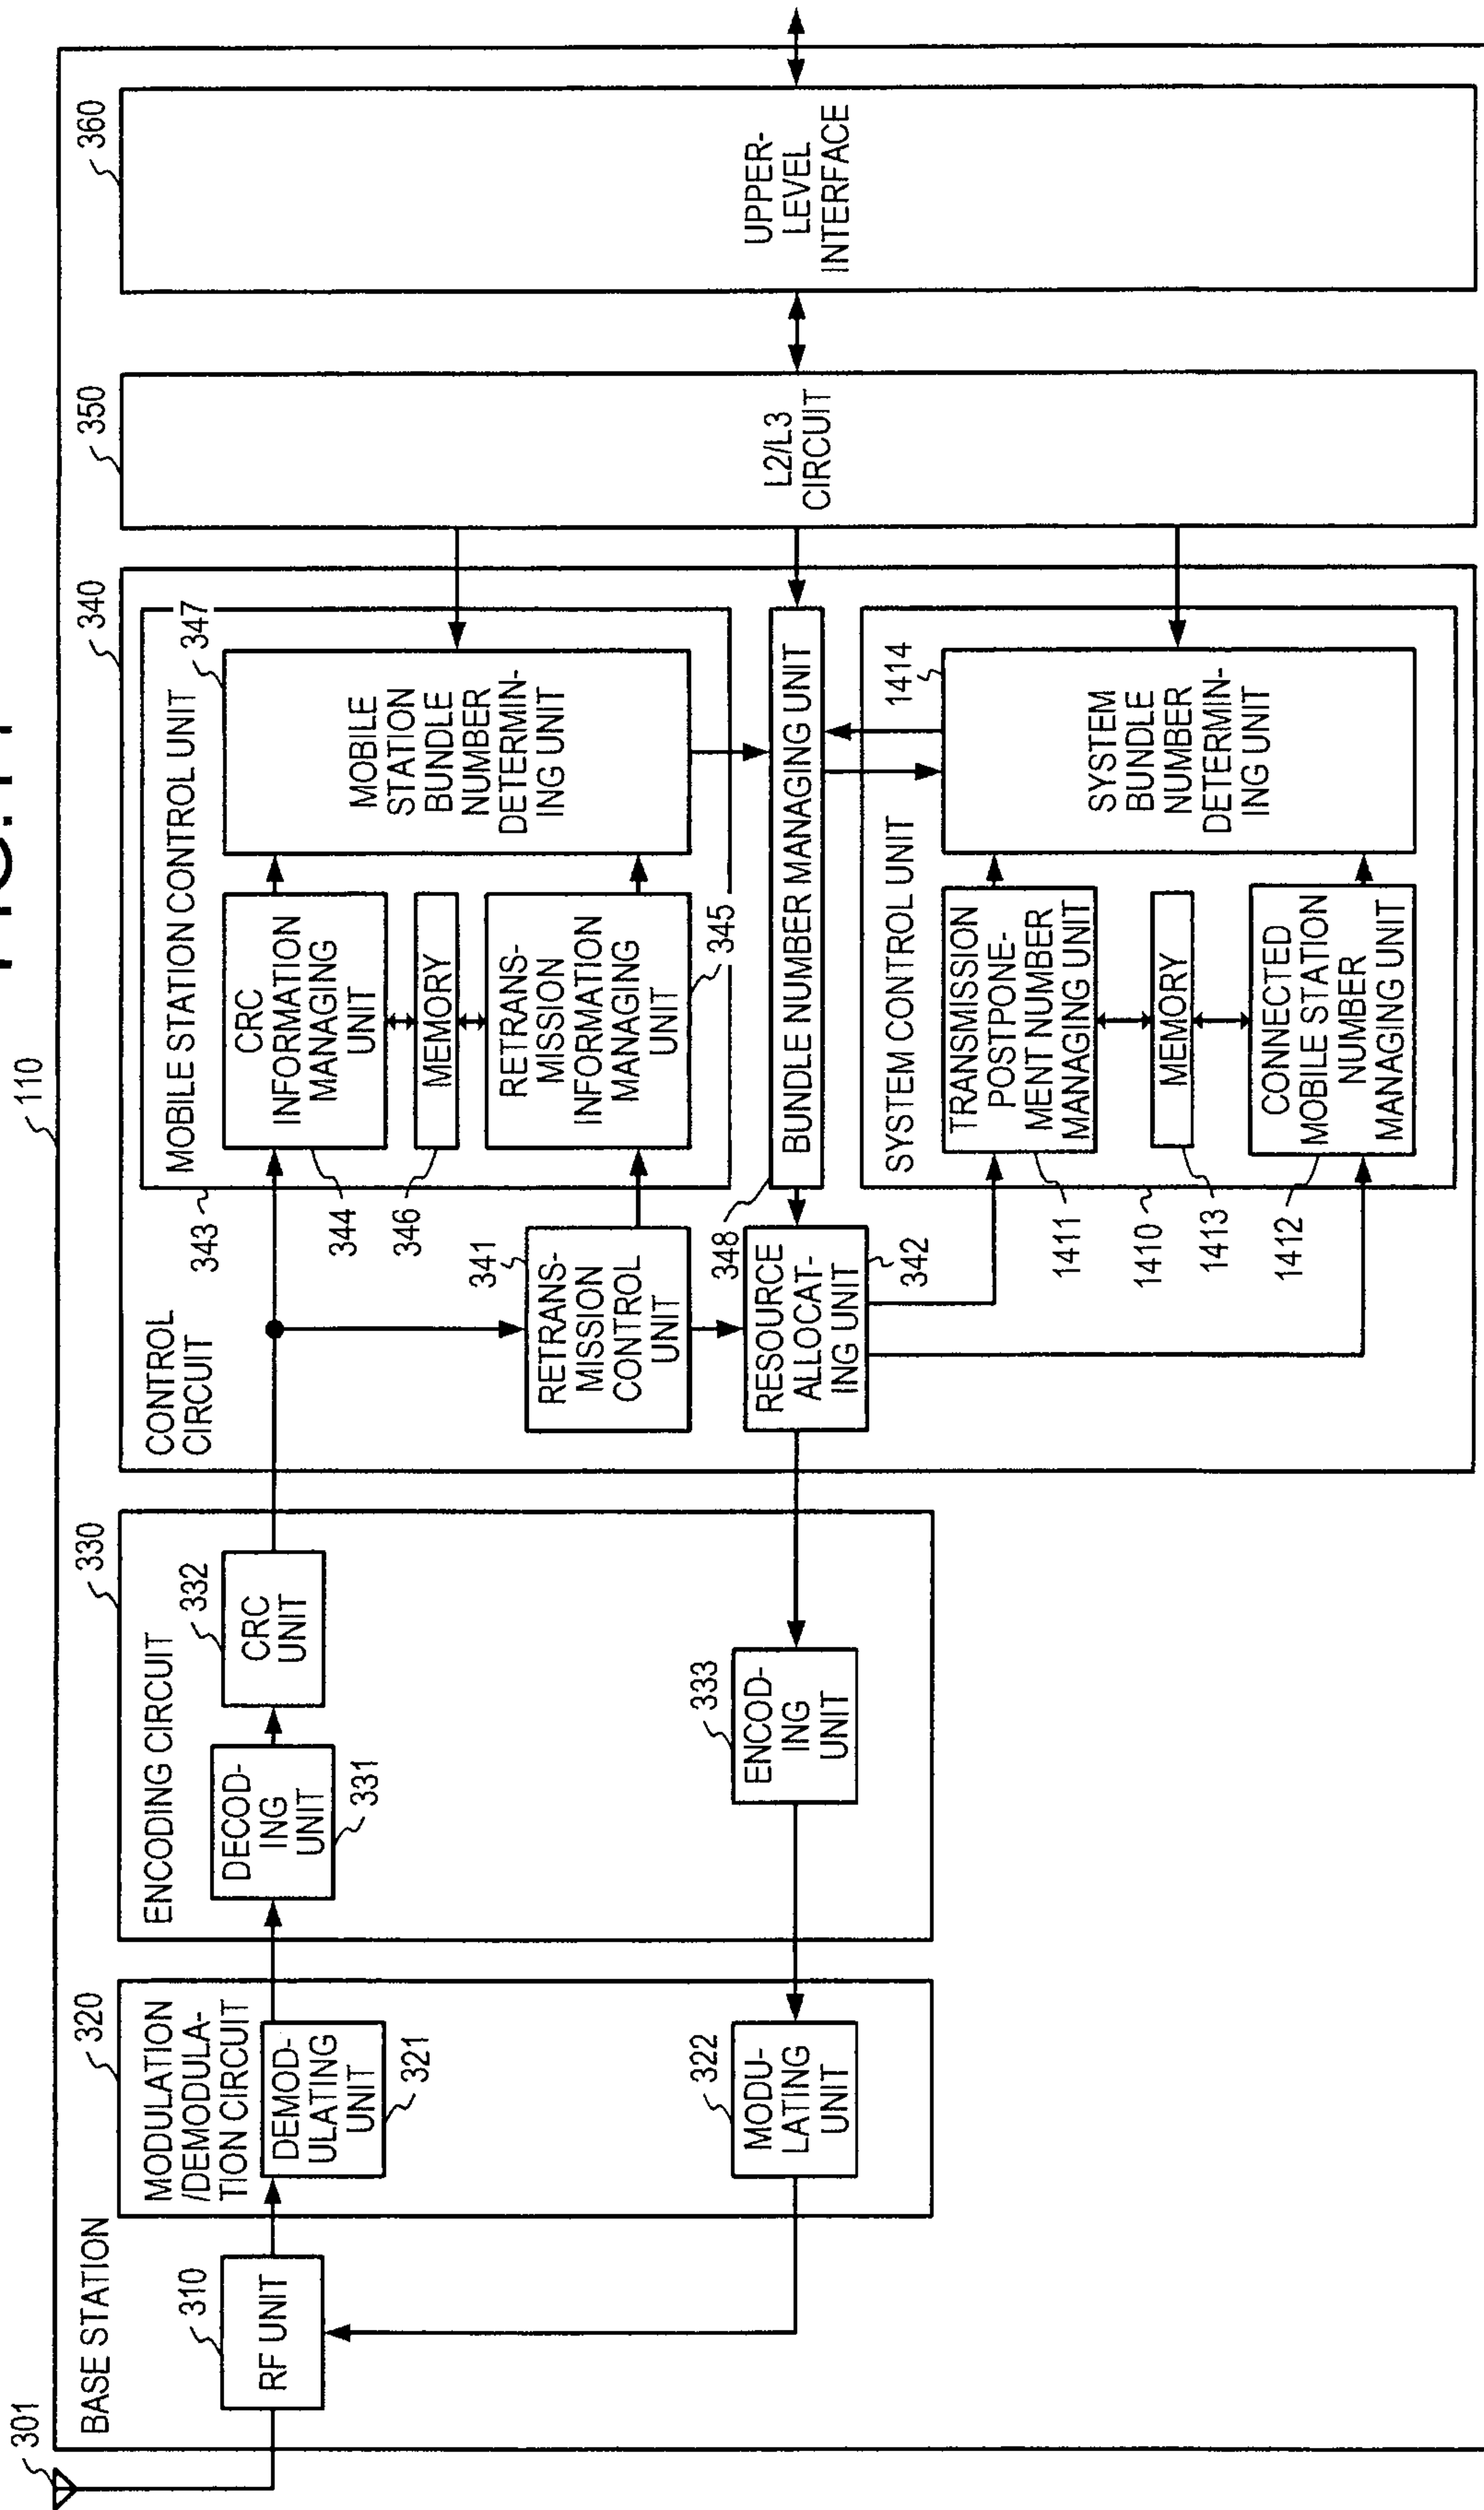 110
301
BASE STATION
310
RF UNIT
320
MODULATION
/DEMODULA-
TION CIRCUIT
DEMOD-
ULATING
UNIT
321
322
MODU-
LATING
UNIT
330
ENCODING CIRCUIT
DECOD-
ING
UNIT
331
332
CRC
UNIT
333
ENCOD-
ING
UNIT
340
CONTROL
CIRCUIT
341
RETRANS-
MISSION
CONTROL
UNIT
RESOURCE
ALLOCAT-
ING UNIT
342
343
MOBILE STATION CONTROL UNIT
344
CRC
INFORMATION
MANAGING
UNIT
346
MEMORY
RETRANS-
MISSION
INFORMATION
MANAGING
UNIT
345
347
MOBILE
STATION
BUNDLE
NUMBER
DETERMIN-
ING UNIT
348
BUNDLE NUMBER MANAGING UNIT
SYSTEM CONTROL UNIT
1410
1411
TRANSMISSION
POSTPONE-
MENT NUMBER
MANAGING UNIT
1413
MEMORY
1412
CONNECTED
MOBILE STATION
NUMBER
MANAGING UNIT
1414
SYSTEM
BUNDLE
NUMBER
DETERMIN-
ING UNIT
350
L2/L3
CIRCUIT
360
UPPER-
LEVEL
INTERFACE